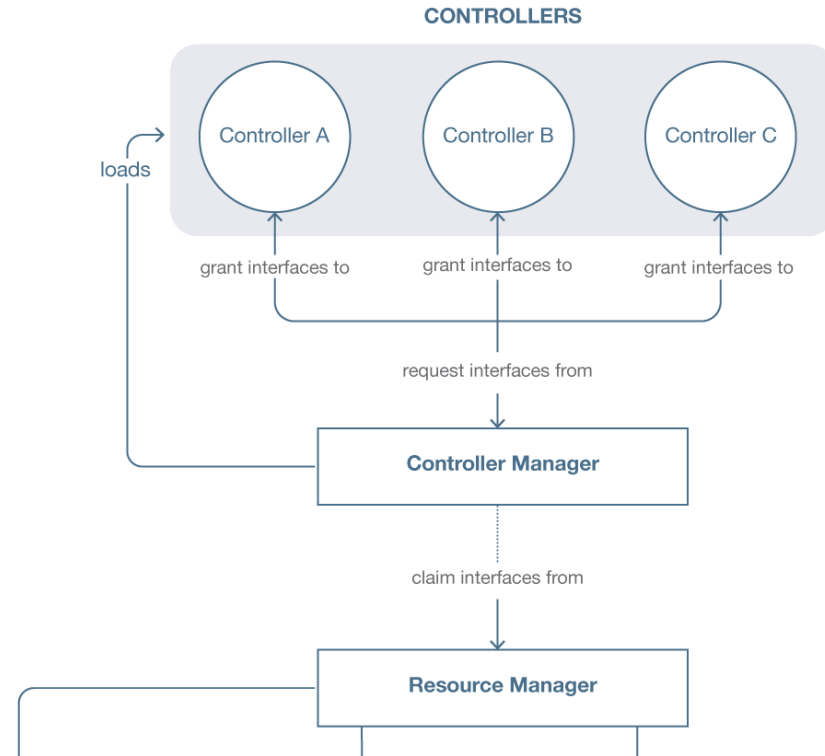 CONTROLLERS
Controller A
Controller B
Controller C
loads
grant interfaces to
grant interfaces to
grant interfaces to
request interfaces from
Controller Manager
claim interfaces from
Resource Manager